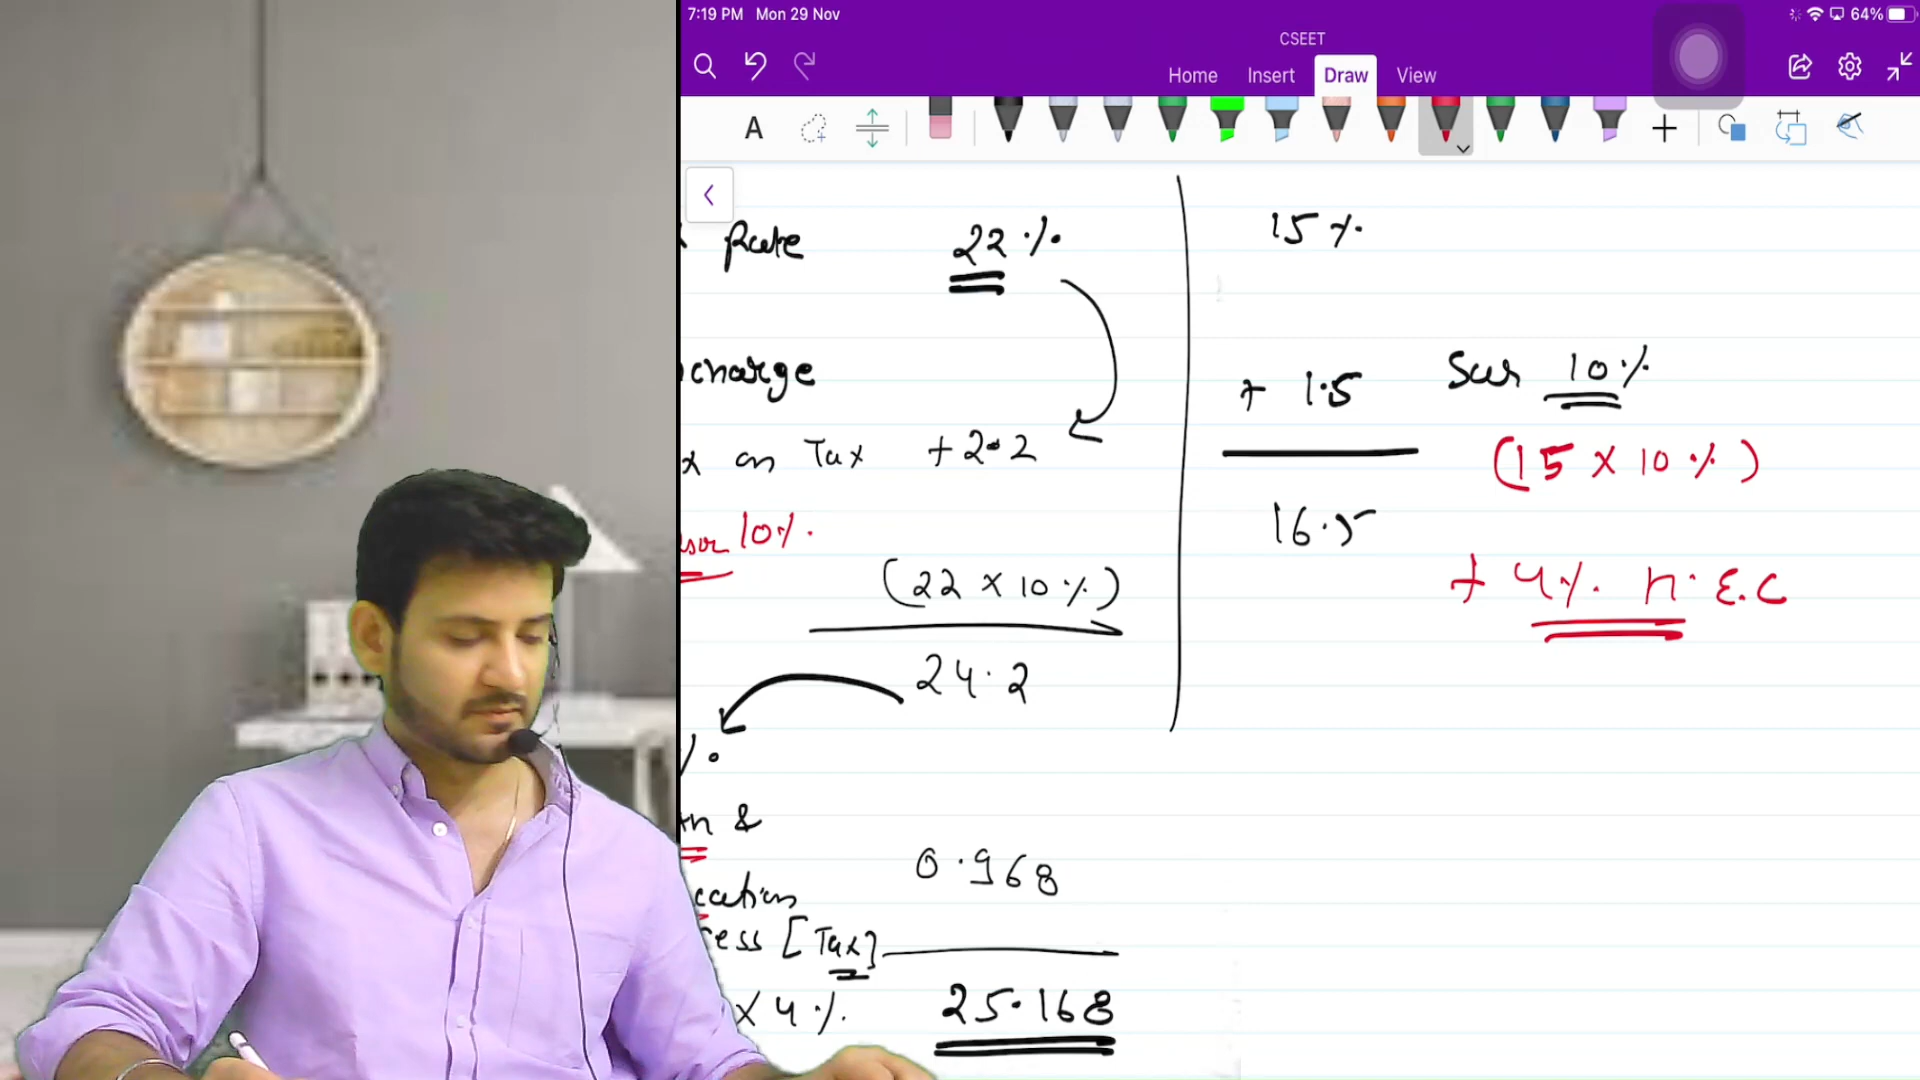 7:19 PM Mon 29 Nov
64%
CSEET
Home Insert Draw View
A
Rate 22%
charge
on Tax +2.2
10%.
(22 x 10%)
24.2
%.
&
cation
0.968
ess [Tax]
x 4%. 25.168
15%.
+ 1.5 Sur 10%
(15 x 10%)
16.5
+ 4%. H.E.C